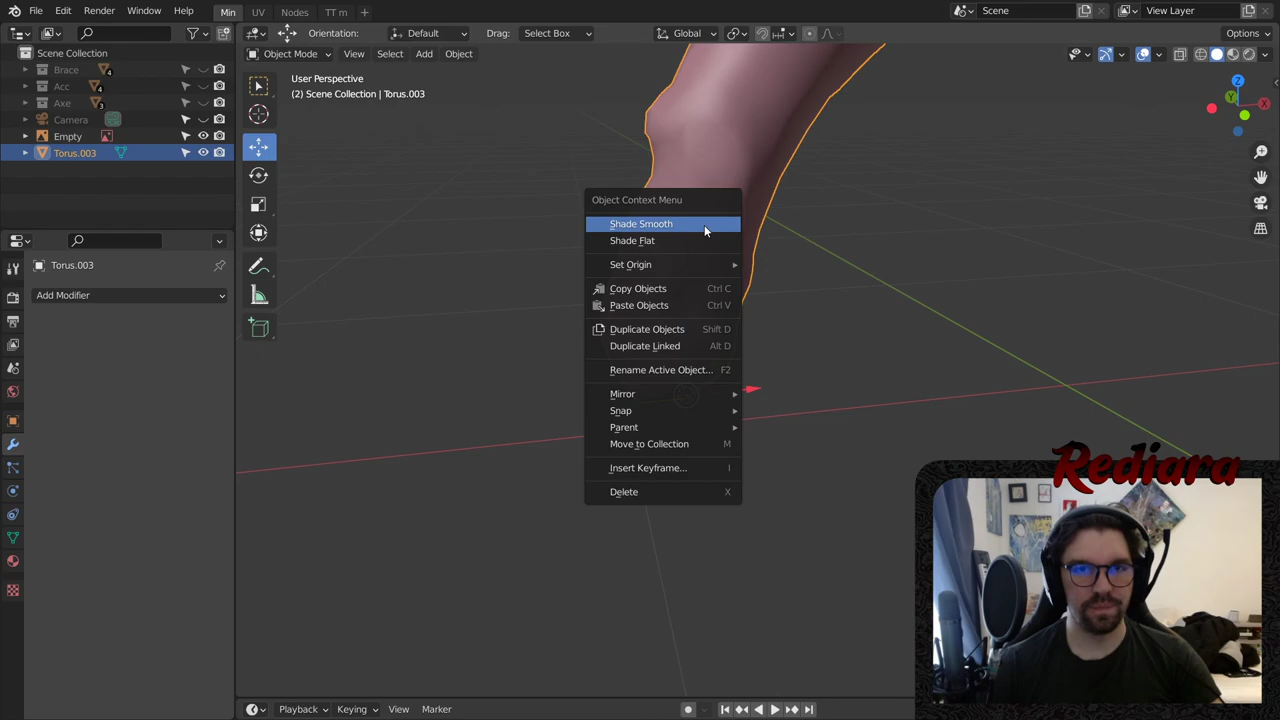 File Edit Render Window Help Min UV Nodes TT m Scene View Layer
Orientation: Default Drag: Select Box Global Options
Scene Collection
Brace 4
Acc 4
Axe 3
Camera
Empty
Torus.003
Object Mode View Select Add Object
User Perspective
(2) Scene Collection | Torus.003
Z
Y
X
Torus.003
Add Modifier
Object Context Menu
Shade Smooth
Shade Flat
Set Origin
Copy Objects Ctrl C
Paste Objects Ctrl V
Duplicate Objects Shift D
Duplicate Linked Alt D
Rename Active Object... F2
Mirror
Snap
Parent
Move to Collection M
Insert Keyframe... I
Delete X
Rediara
Playback Keying View Marker